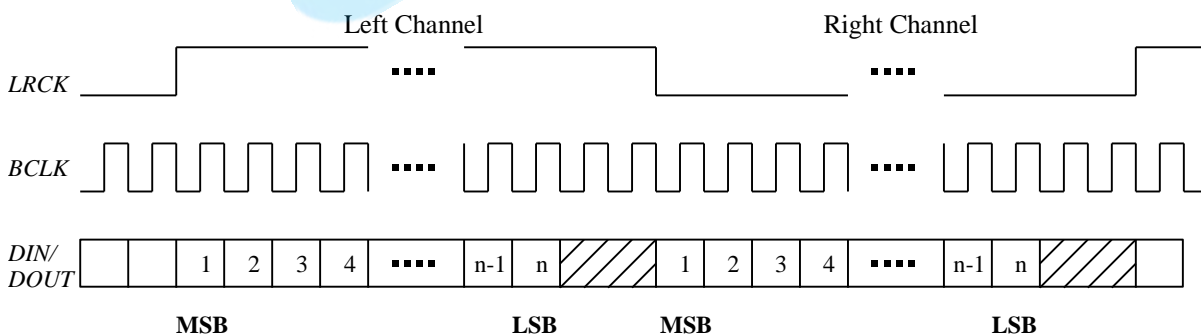 Left Channel Right Channel
LRCK
BCLK
DIN/
DOUT
1 2 3 4 n-1 n 1 2 3 4 n-1 n
MSB LSB MSB LSB